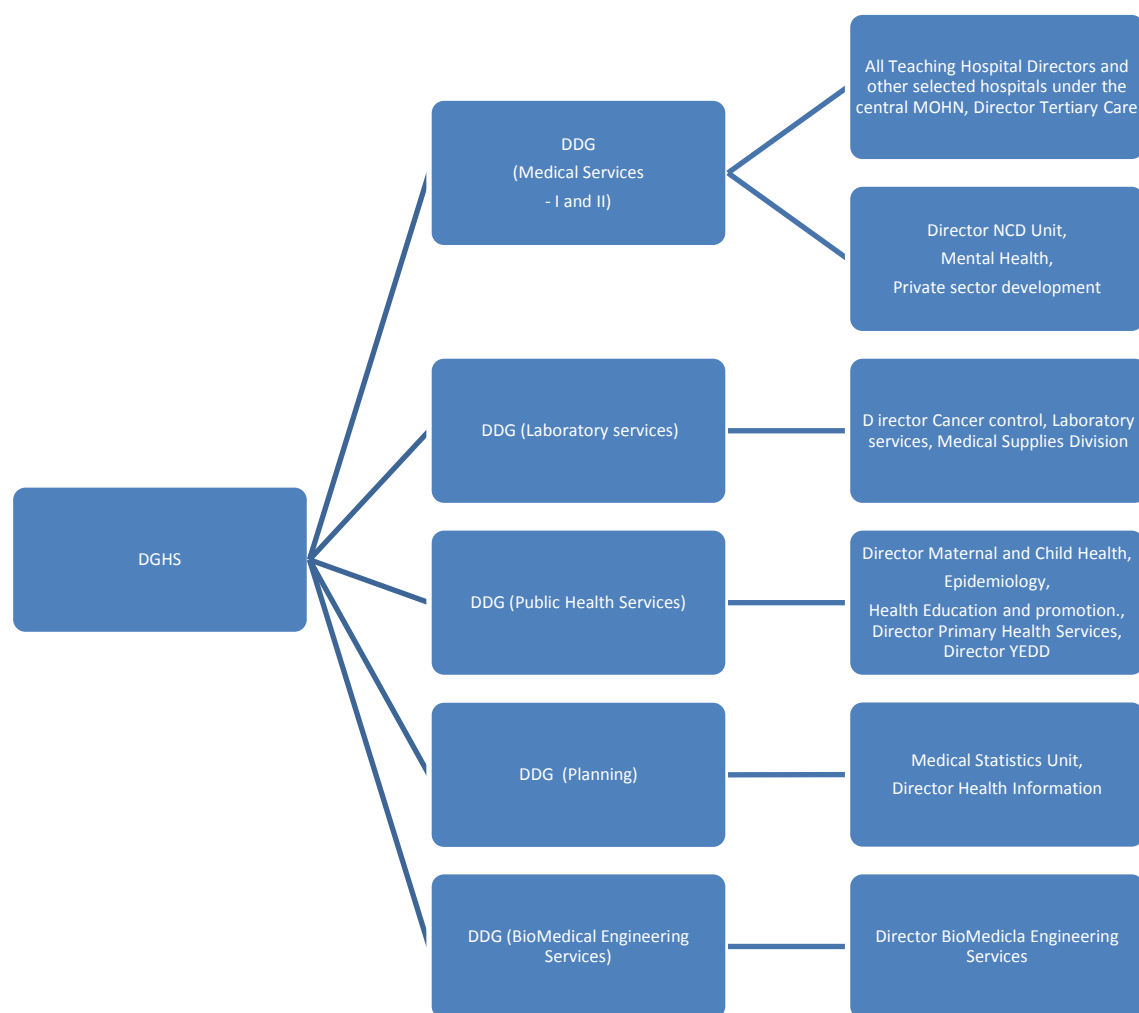 DGHS
DDG
(Medical Services
- I and II)
All Teaching Hospital Directors and
other selected hospitals under the
central MOHN, Director Tertiary Care
Director NCD Unit,
Mental Health,
Private sector development
DDG (Laboratory services)
D irector Cancer control, Laboratory
services, Medical Supplies Division
DDG (Public Health Services)
Director Maternal and Child Health,
Epidemiology,
Health Education and promotion.,
Director Primary Health Services,
Director YEDD
DDG  (Planning)
Medical Statistics Unit,
Director Health Information
DDG (BioMedical Engineering
Services)
Director BioMedicla Engineering
Services